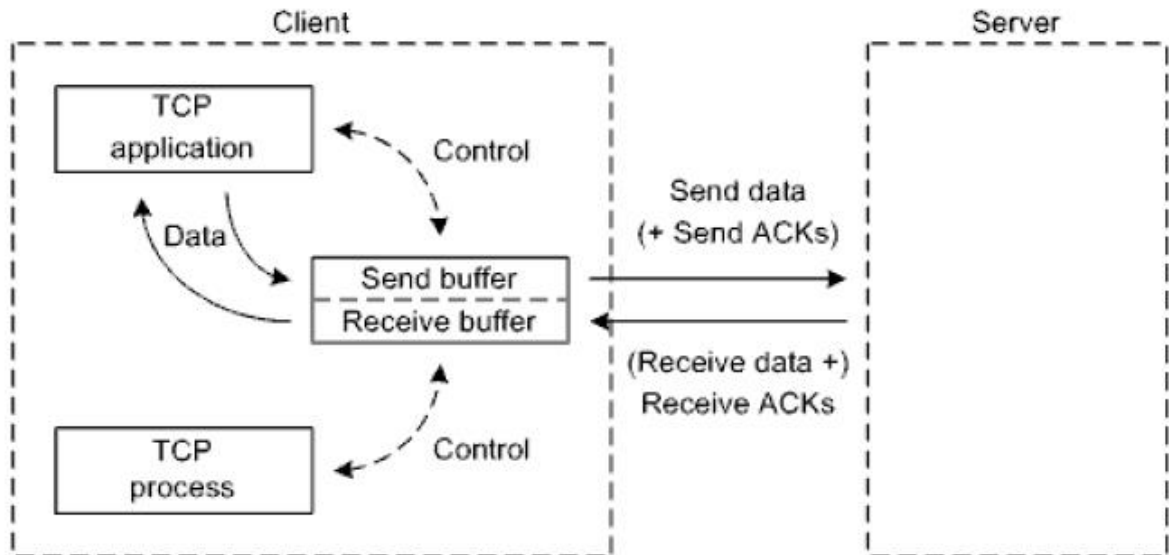 Client
Server
TCP
application
Control
Send data
(+ Send ACKs)
Data
Send buffer
Receive buffer
(Receive data +)
Receive ACKs
TCP
process
Control